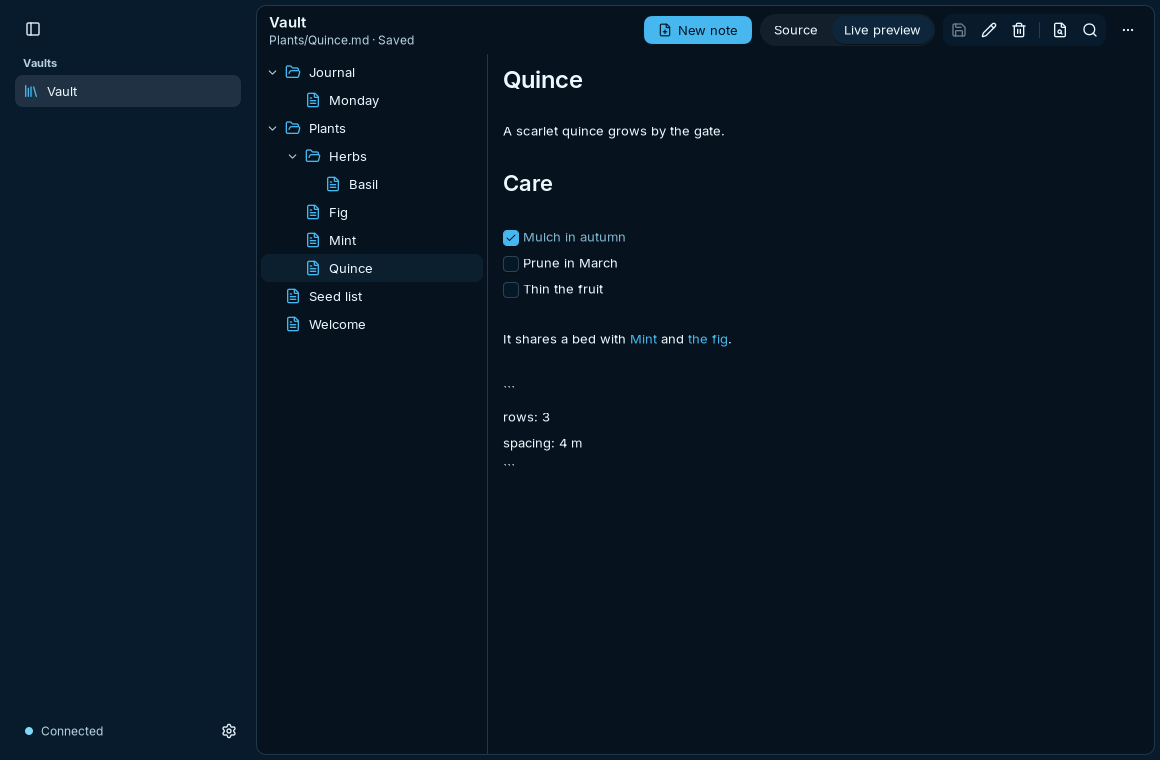 Vaults
Vault
Connected
Vault
Plants/Quince.md · Saved
New note
Source
Live preview
Journal
Monday
Plants
Herbs
Basil
Fig
Mint
Quince
Seed list
Welcome
Quince
A scarlet quince grows by the gate.
Care
Mulch in autumn
Prune in March
Thin the fruit
It shares a bed with Mint and the fig.
```
rows: 3
spacing: 4 m
```